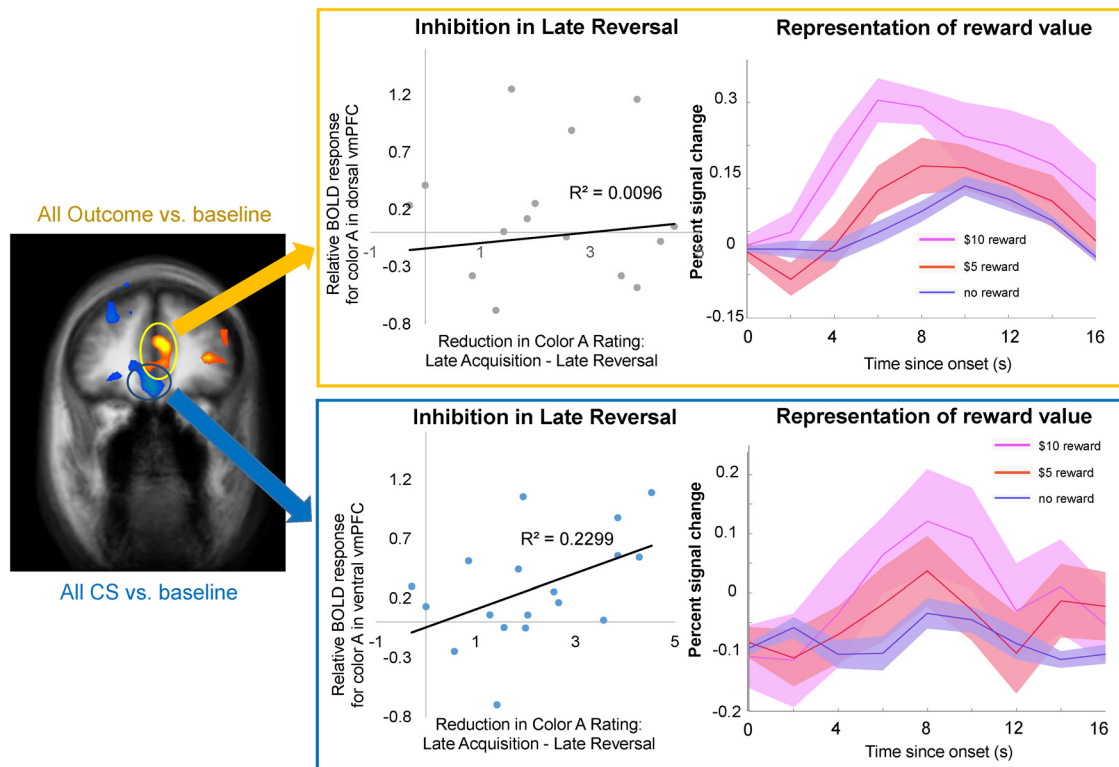 All Outcome vs. baseline
All CS vs. baseline
Inhibition in Late Reversal
Relative BOLD response
for color A in dorsal vmPFC
1.2
0.7
0.2
-0.3
-0.8
-1
1
3
R² = 0.0096
Reduction in Color A Rating:
Late Acquisition - Late Reversal
Representation of reward value
Percent signal change
0.3
0.15
0
-0.15
$10 reward
$5 reward
no reward
0
4
8
12
16
Time since onset (s)
Inhibition in Late Reversal
Relative BOLD response
for color A in ventral vmPFC
1.2
0.7
0.2
-0.3
-0.8
-1
1
3
5
R² = 0.2299
Reduction in Color A Rating:
Late Acquisition - Late Reversal
Representation of reward value
Percent signal change
0.2
0.1
0
-0.1
-0.2
$10 reward
$5 reward
no reward
0
4
8
12
16
Time since onset (s)